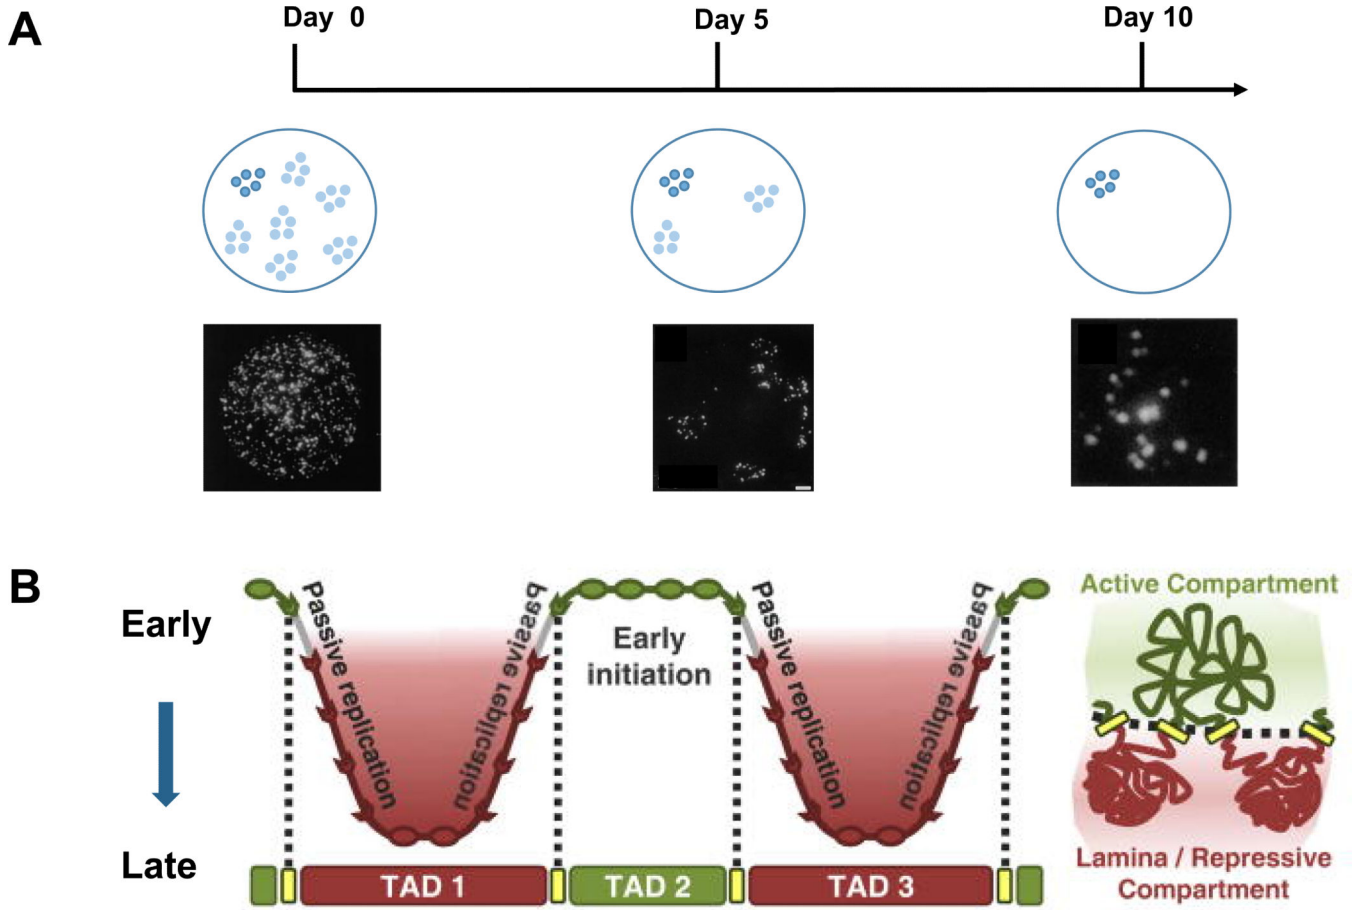 A
Day 0
Day 5
Day 10
B
Early
Late
Passive replication
Passive replication
Early
initiation
Passive replication
Passive replication
TAD 1
TAD 2
TAD 3
Active Compartment
Lamina / Repressive
Compartment